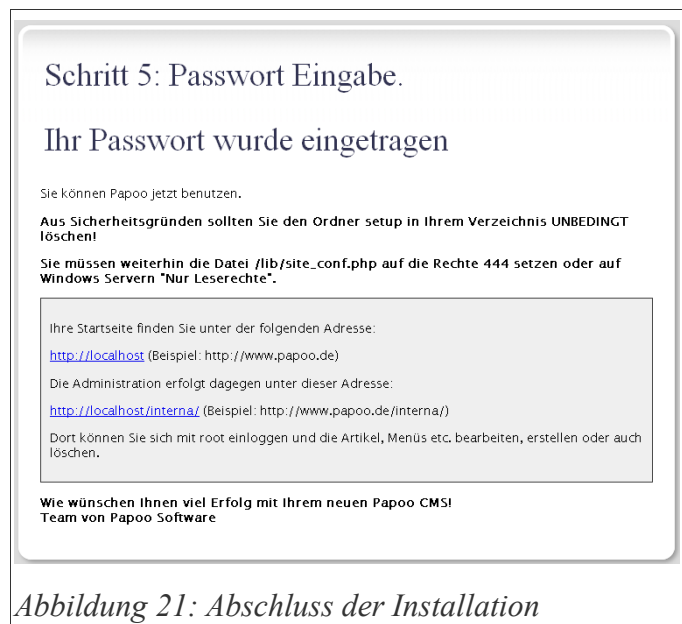 Schritt 5: Passwort Eingabe.
Ihr Passwort wurde eingetragen
Sie können Papoo jetzt benutzen.
Aus Sicherheitsgründen sollten Sie den Ordner setup in Ihrem Verzeichnis UNBEDINGT
löschen!
Sie müssen weiterhin die Datei /lib/site_conf.php auf die Rechte 444 setzen oder auf
Windows Servern "Nur Leserechte".
Ihre Startseite finden Sie unter der folgenden Adresse:
http://localhost (Beispiel: http://www.papoo.de)
Die Administration erfolgt dagegen unter dieser Adresse:
http://localhost/interna/ (Beispiel: http://www.papoo.de/interna/)
Dort können Sie sich mit root einloggen und die Artikel, Menüs etc. bearbeiten, erstellen oder auch
löschen.
Wie wünschen Ihnen viel Erfolg mit Ihrem neuen Papoo CMS!
Team von Papoo Software
Abbildung 21: Abschluss der Installation